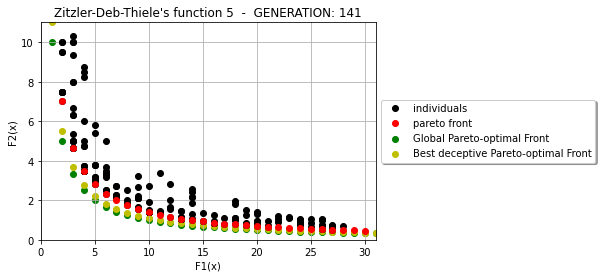 Zitzler-Deb-Thiele's function 5 - GENERATION: 141
10
8
6
4
2
0
F2(x)
0 5 10 15 20 25 30
F1(x)
individuals
pareto front
Global Pareto-optimal Front
Best deceptive Pareto-optimal Front